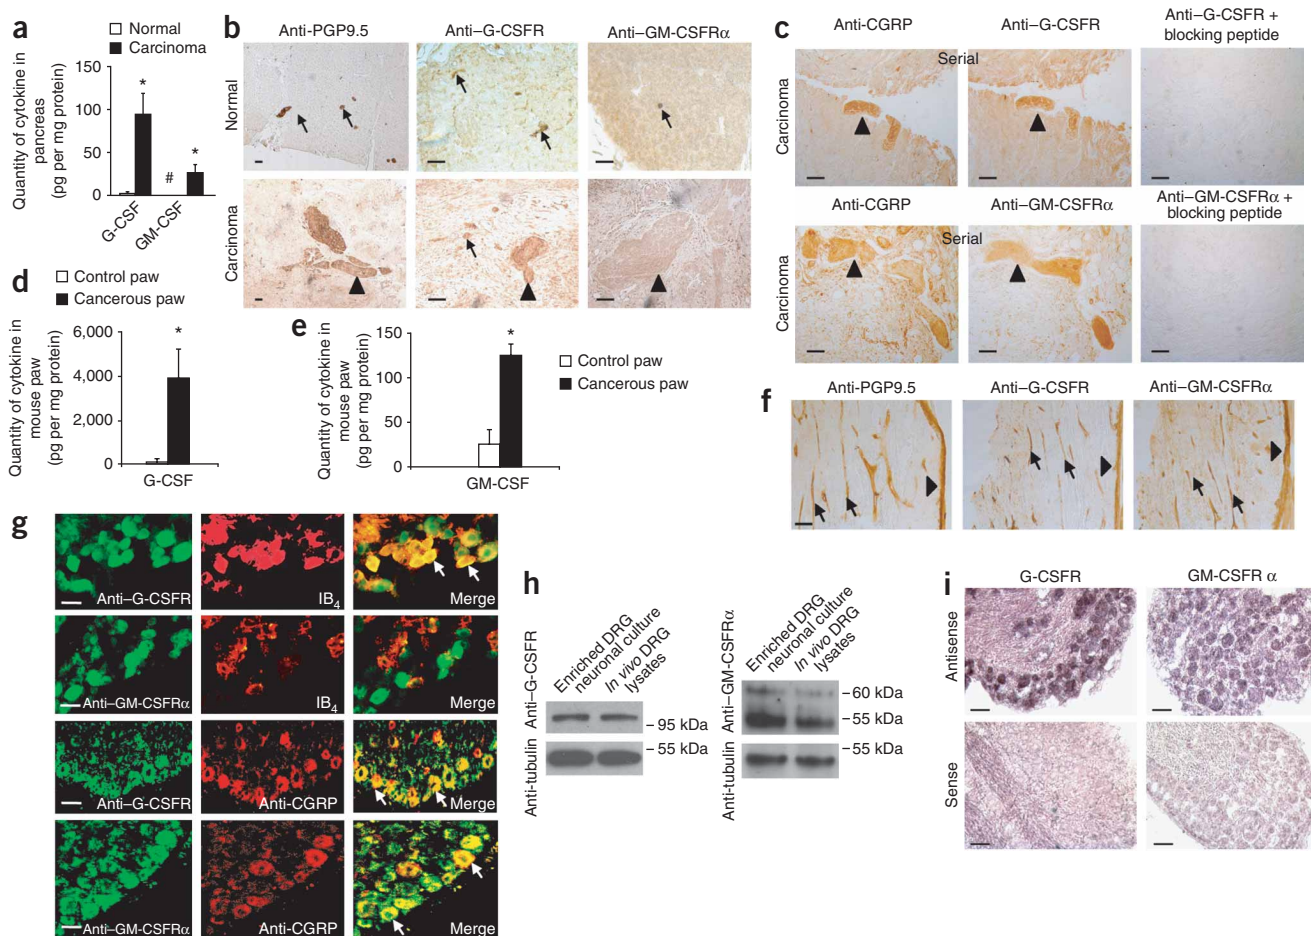 a
Normal
Carcinoma
Quantity of cytokine in
pancreas
(pg per mg protein)
150
100
50
0
*
#
*
G-CSF
GM-CSF
b
Anti-PGP9.5
Anti–G-CSFR
Anti–GM-CSFRα
Normal
Carcinoma
c
Anti-CGRP
Anti–G-CSFR
Anti–G-CSFR +
blocking peptide
Serial
Carcinoma
Anti-CGRP
Anti–GM-CSFRα
Anti–GM-CSFRα +
blocking peptide
Serial
Carcinoma
d
Control paw
Cancerous paw
Quantity of cytokine in
mouse paw
(pg per mg protein)
6,000
4,000
2,000
0
*
G-CSF
e
Quantity of cytokine in
mouse paw
(pg per mg protein)
150
100
50
0
*
GM-CSF
Control paw
Cancerous paw
f
Anti-PGP9.5
Anti–G-CSFR
Anti–GM-CSFRα
g
Anti–G-CSFR
IB4
Merge
Anti–GM-CSFRα
IB4
Merge
Anti–G-CSFR
Anti-CGRP
Merge
Anti–GM-CSFRα
Anti-CGRP
Merge
h
Anti–G-CSFR
Enriched DRG
neuronal culture
In vivo DRG
lysates
95 kDa
55 kDa
Anti-tubulin
Anti–GM-CSFRα
Enriched DRG
neuronal culture
In vivo DRG
lysates
60 kDa
55 kDa
55 kDa
Anti-tubulin
i
G-CSFR
GM-CSFR α
Antisense
Sense